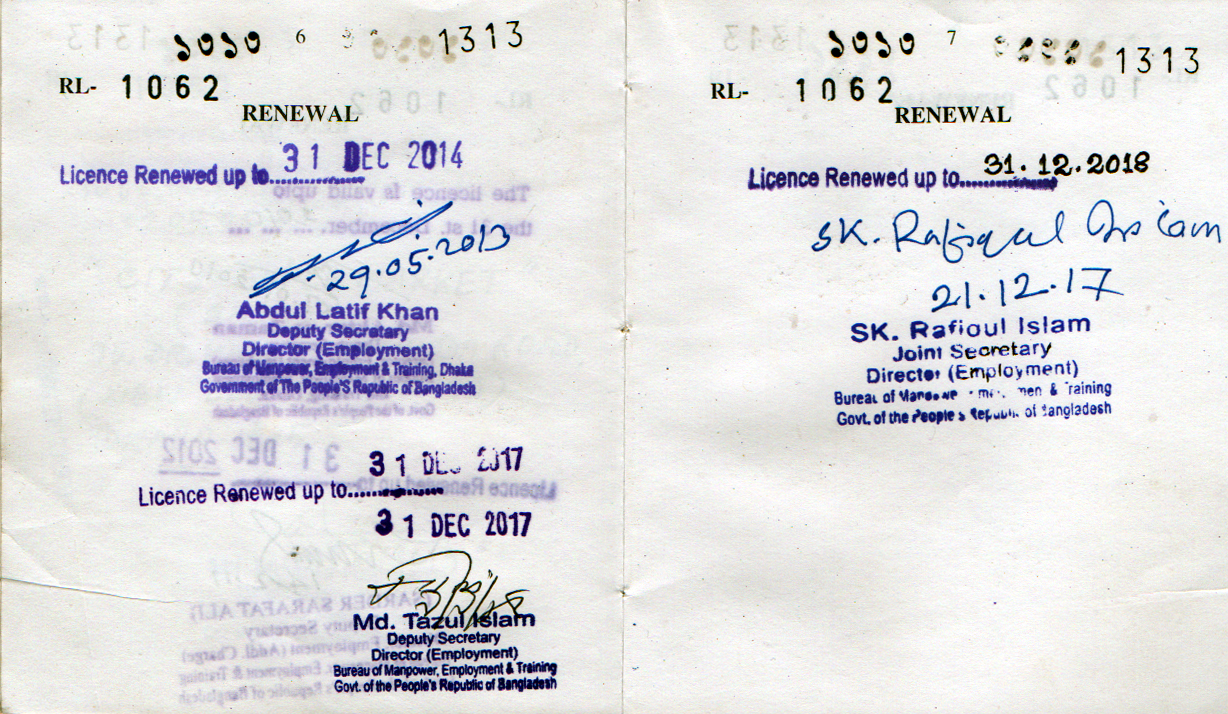 ১০১০ 6 1313
RL- 1062
RENEWAL
Licence Renewed up to 31 DEC 2014
29.05.2013
Abdul Latif Khan
Deputy Secretary
Director (Employment)
Bureau of Manpower, Employment & Training, Dhaka
Government of The People'S Republic of Bangladesh
31 DEC 2017
Licence Renewed up to
31 DEC 2017
Md. Tazul Islam
Deputy Secretary
Director (Employment)
Bureau of Manpower, Employment & Training
Govt. of the People's Republic of Bangladesh
১০১০ 7 1313
RL- 1062
RENEWAL
Licence Renewed up to 31.12.2018
SK. Rafiqul Islam
21.12.17
SK. Rafioul Islam
Joint Secretary
Director (Employment)
Bureau of & Training
Govt. of the People's Republic of Bangladesh